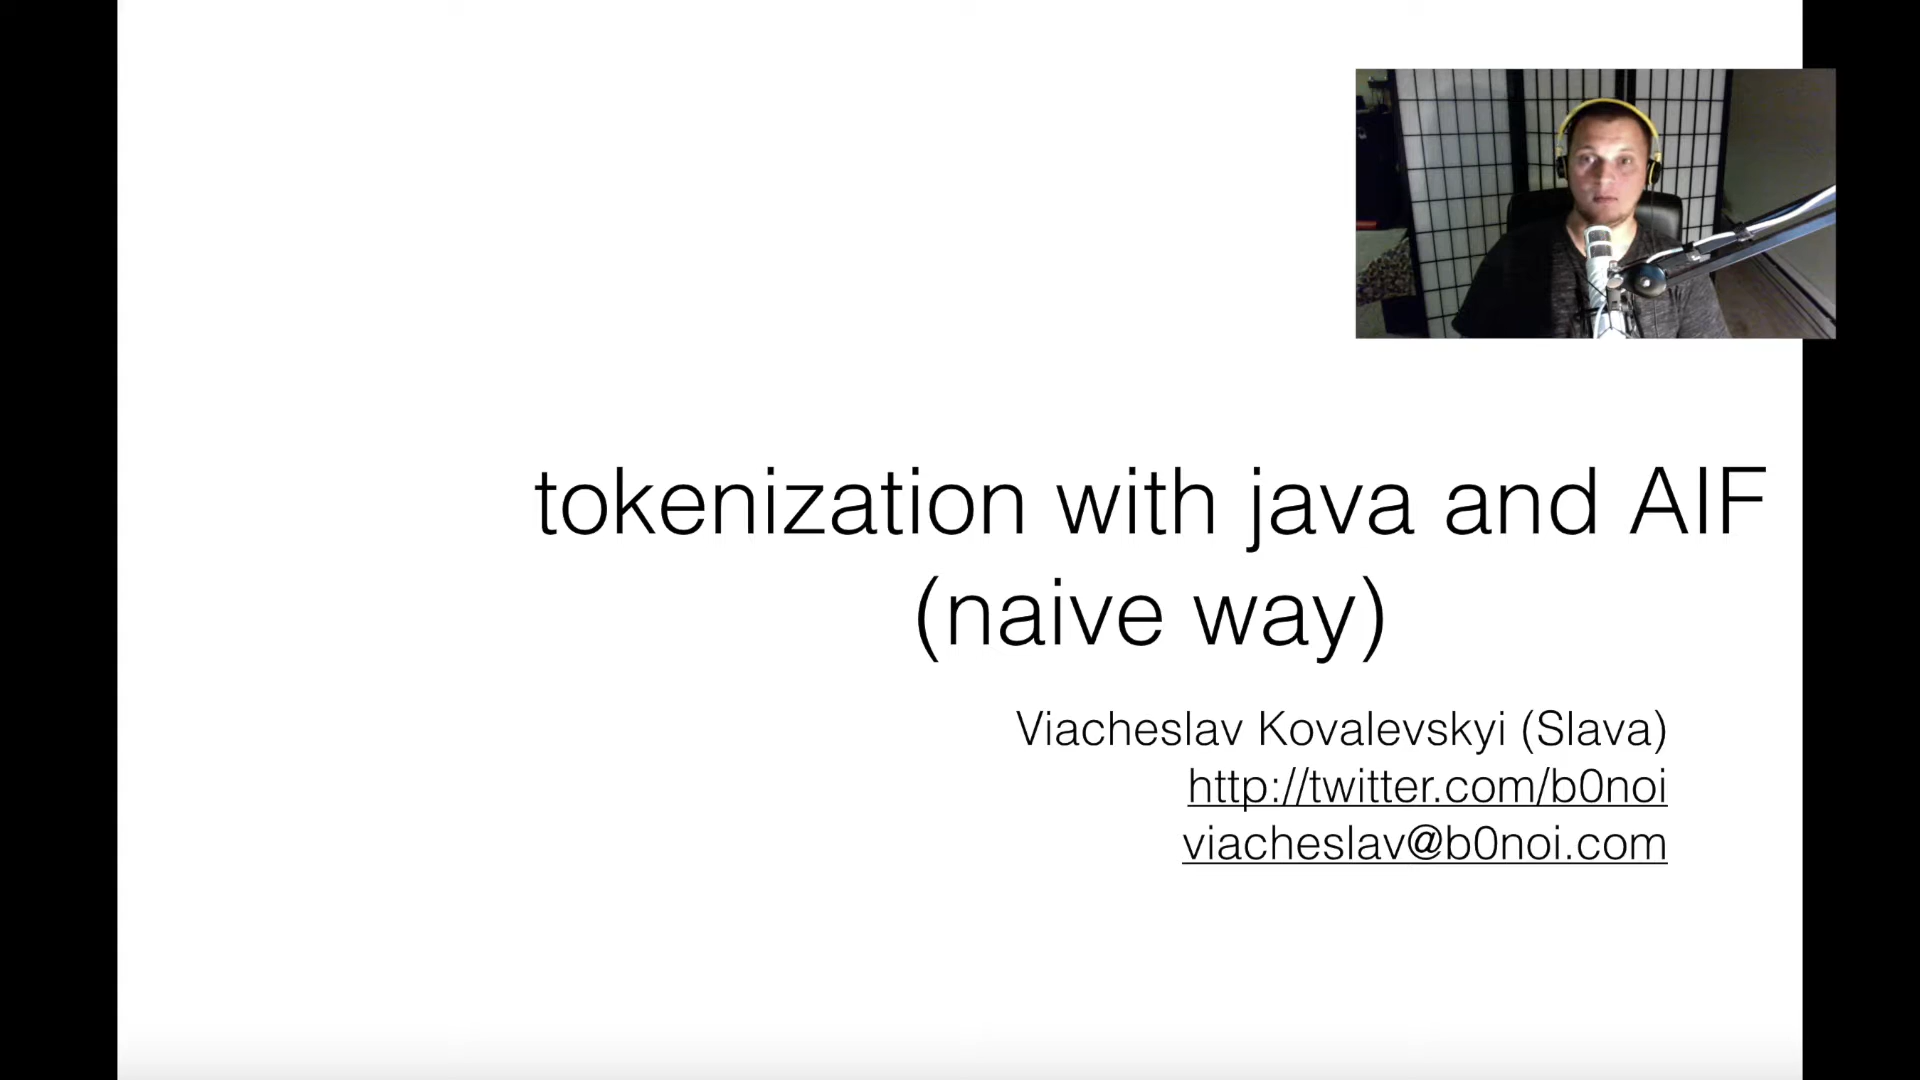 tokenization with java and AIF
(naive way)
Viacheslav Kovalevskyi (Slava)
http://twitter.com/b0noi
viacheslav@b0noi.com